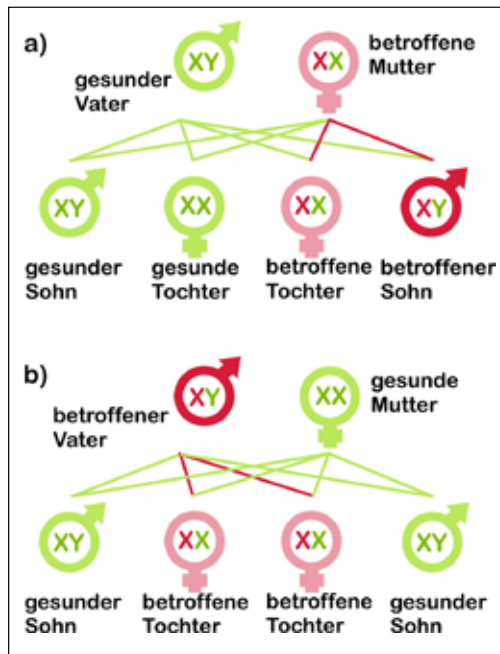 a)
XY
XX
gesunder
Vater
betroffene
Mutter
XY
XX
XX
XY
gesunder
Sohn
gesunde
Tochter
betroffene
Tochter
betroffener
Sohn
b)
XY
XX
betroffener
Vater
gesunde
Mutter
XY
XX
XX
XY
gesunder
Sohn
betroffene
Tochter
betroffene
Tochter
gesunder
Sohn